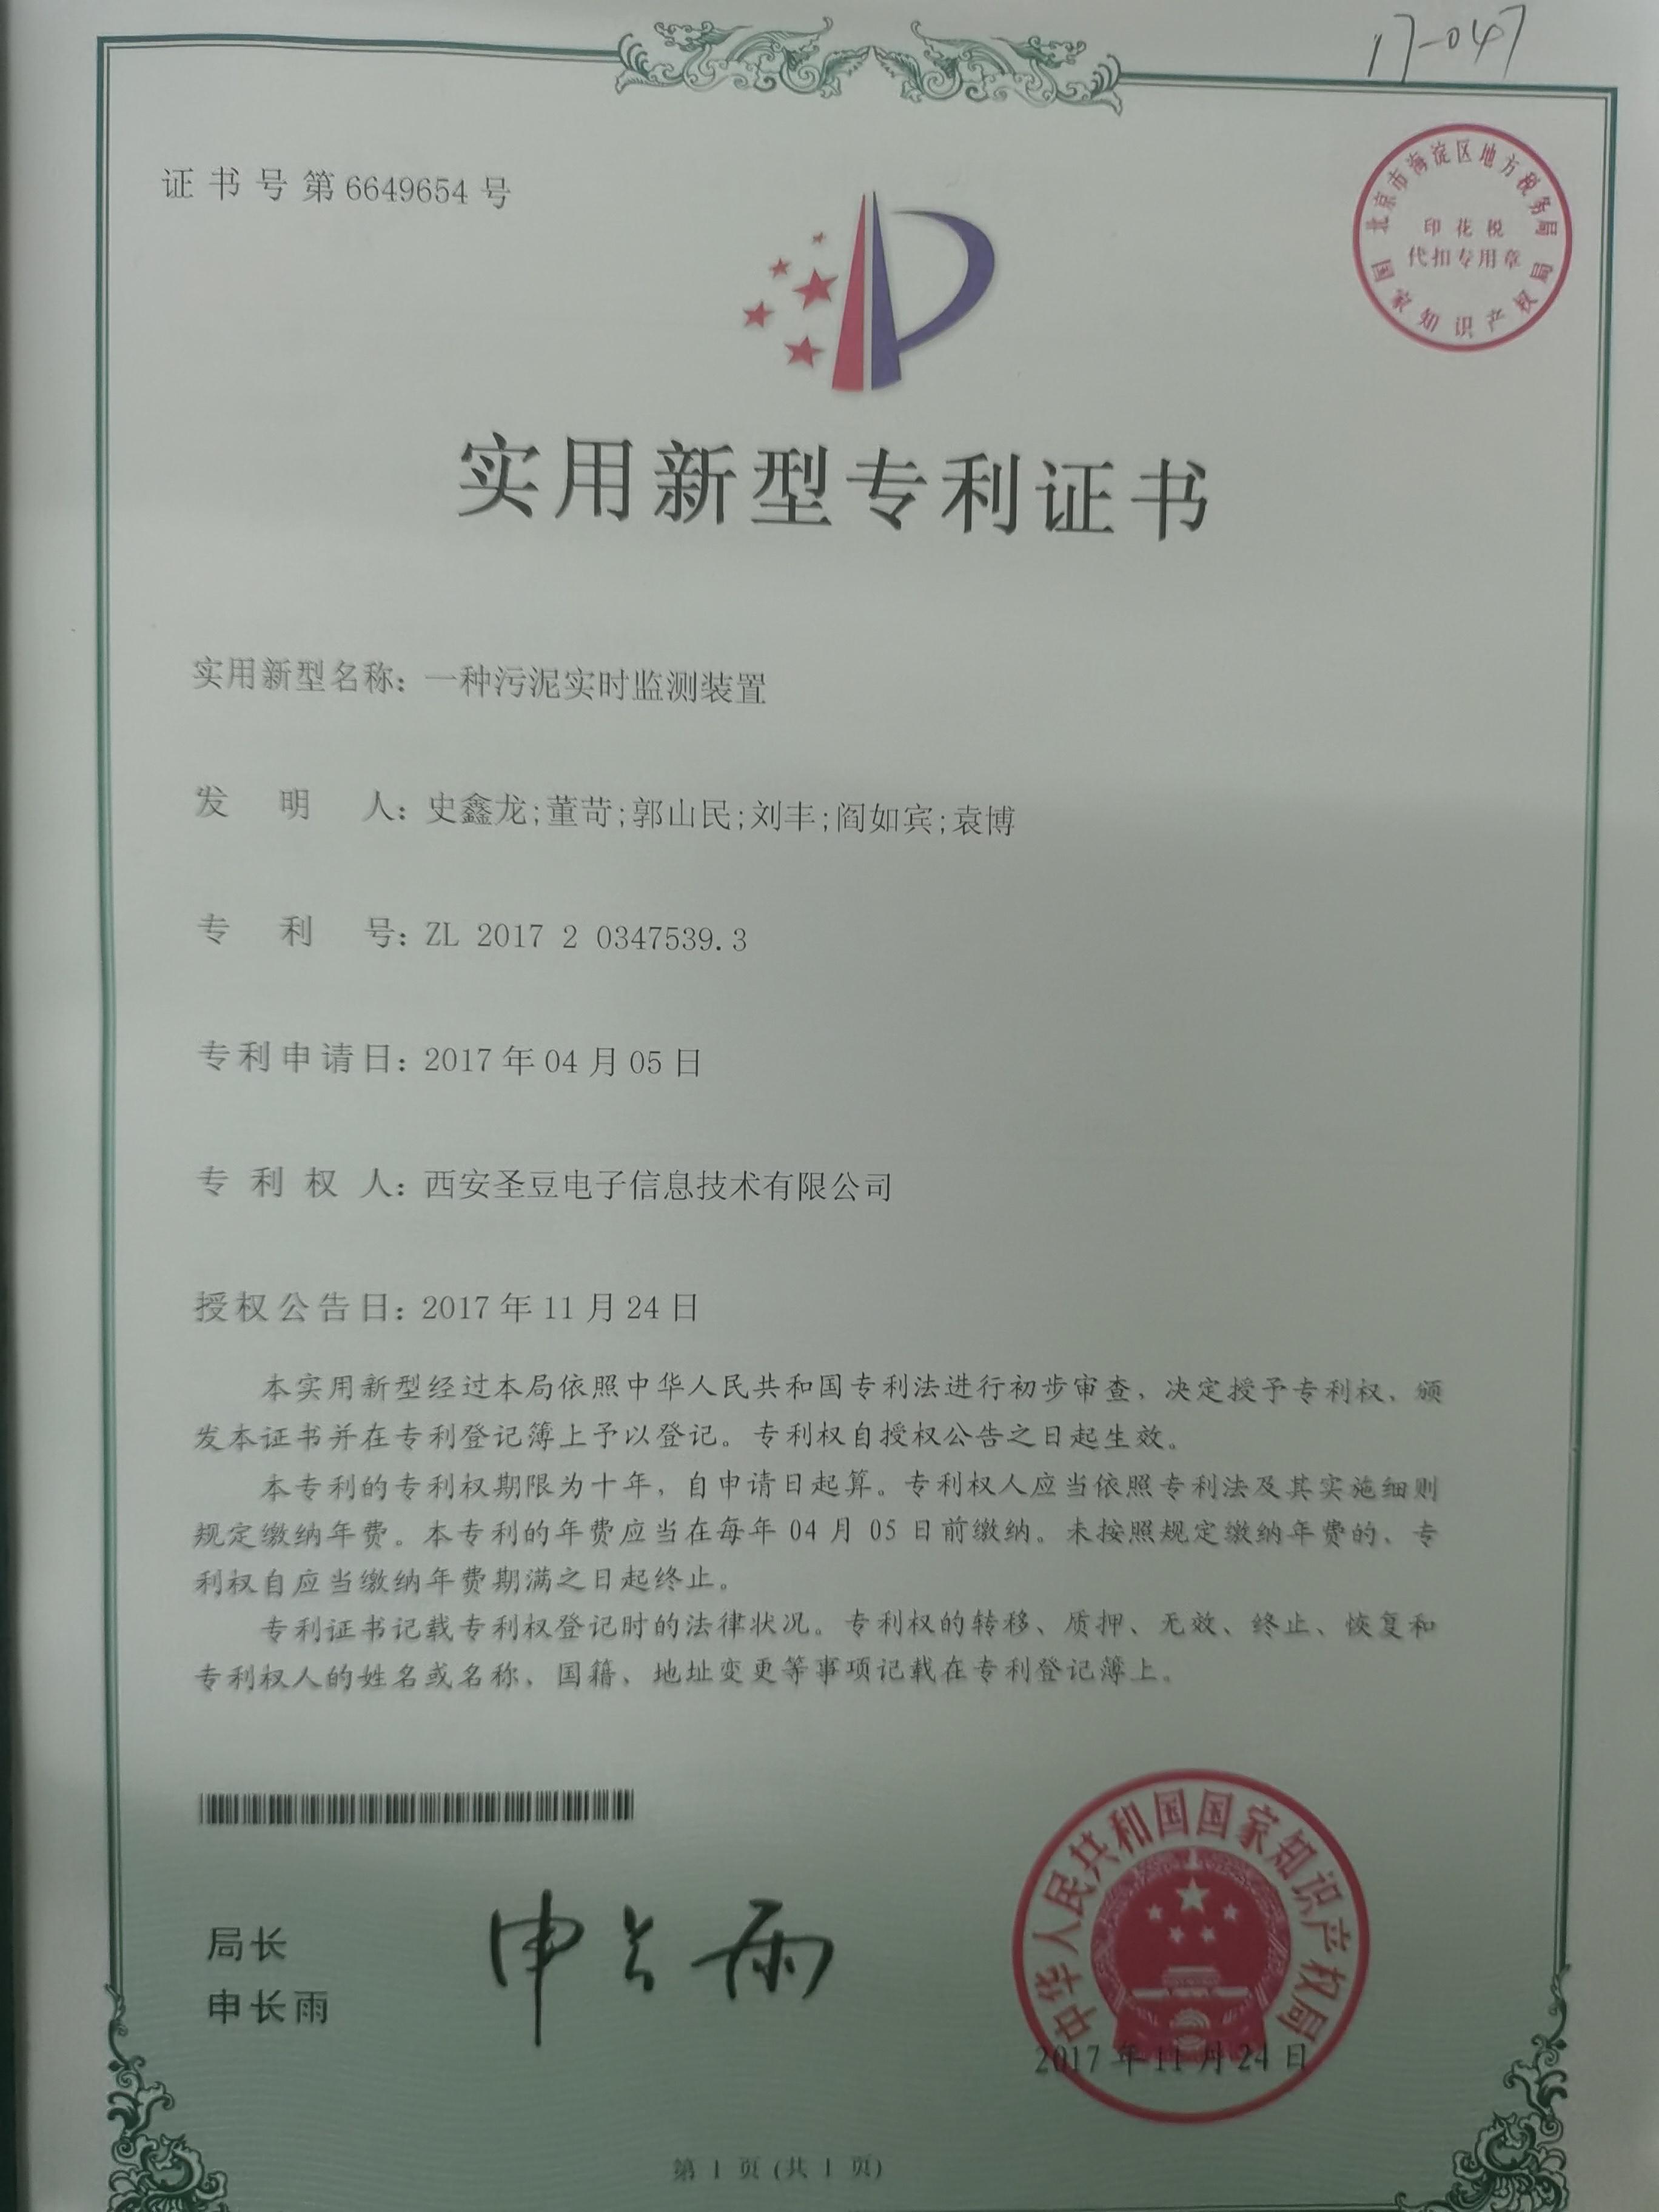 17-047
证书号第6649654号
北京市海淀区地方税务局
印花税
代扣专用章
国家知识产权局
实用新型专利证书
实用新型名称：一种污泥实时监测装置
发明人：史鑫龙;董苛;郭山民;刘丰;阎如宾;袁博
专利号：ZL 2017 2 0347539.3
专利申请日：2017年04月05日
专利权人：西安圣豆电子信息技术有限公司
授权公告日：2017年11月24日
本实用新型经过本局依照中华人民共和国专利法进行初步审查，决定授予专利权，颁
发本证书并在专利登记簿上予以登记。专利权自授权公告之日起生效。
本专利的专利权期限为十年，自申请日起算。专利权人应当依照专利法及其实施细则
规定缴纳年费。本专利的年费应当在每年04月05日前缴纳。未按照规定缴纳年费的，专
利权自应当缴纳年费期满之日起终止。
专利证书记载专利权登记时的法律状况。专利权的转移、质押、无效、终止、恢复和
专利权人的姓名或名称、国籍、地址变更等事项记载在专利登记簿上。
局长
申长雨
申长雨
中华人民共和国国家知识产权局
2017年11月24日
第1页(共1页)